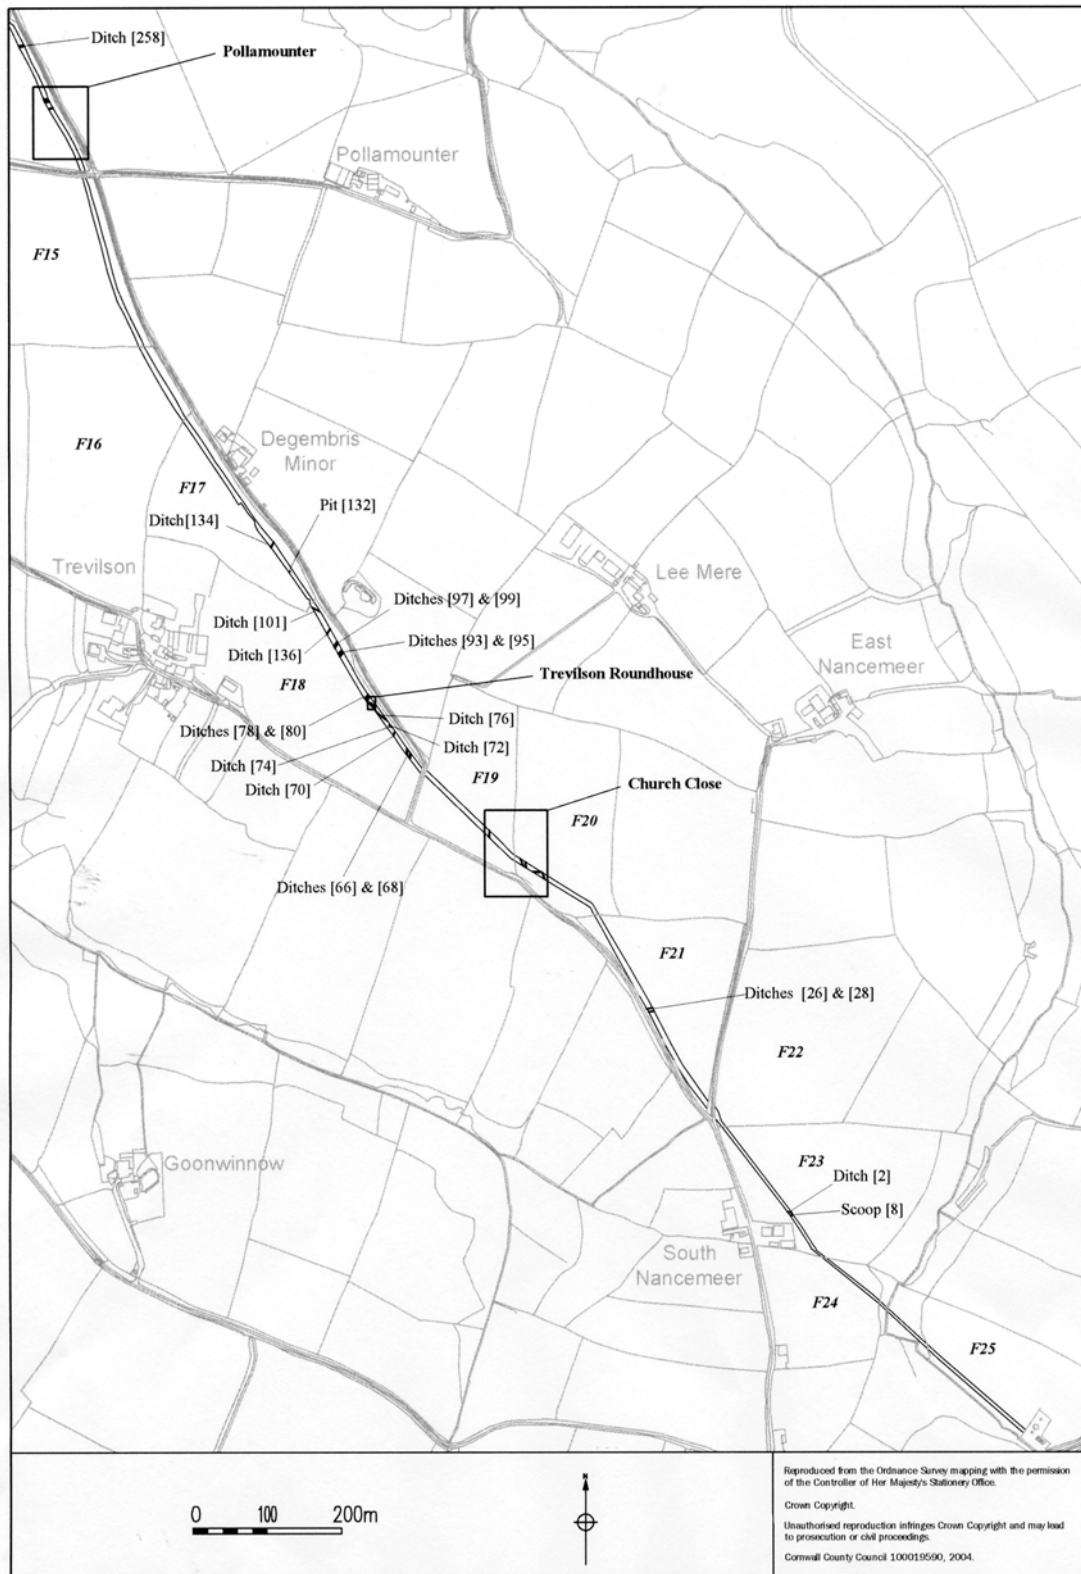 Ditch [258]
Pollamounter
Pollamounter
F15
F16
Degembris
Minor
F17
Pit [132]
Ditch[134]
Trevilson
Lee Mere
Ditches [97] & [99]
Ditch [101]
Ditches [93] & [95]
Ditch [136]
East
Nancemeer
Trevilson Roundhouse
F18
Ditch [76]
Ditches [78] & [80]
Ditch [72]
Ditch [74]
F19
Church Close
Ditch [70]
F20
Ditches [66] & [68]
F21
Ditches [26] & [28]
F22
Goonwinnow
F23
Ditch [2]
Scoop [8]
South
Nancemeer
F24
F25
0 100 200m
N
Reproduced from the Ordnance Survey mapping with the permission
of the Controller of Her Majesty's Stationery Office.
Crown Copyright.
Unauthorised reproduction infringes Crown Copyright and may lead
to prosecution or civil proceedings.
Cornwall County Council 100019590, 2004.